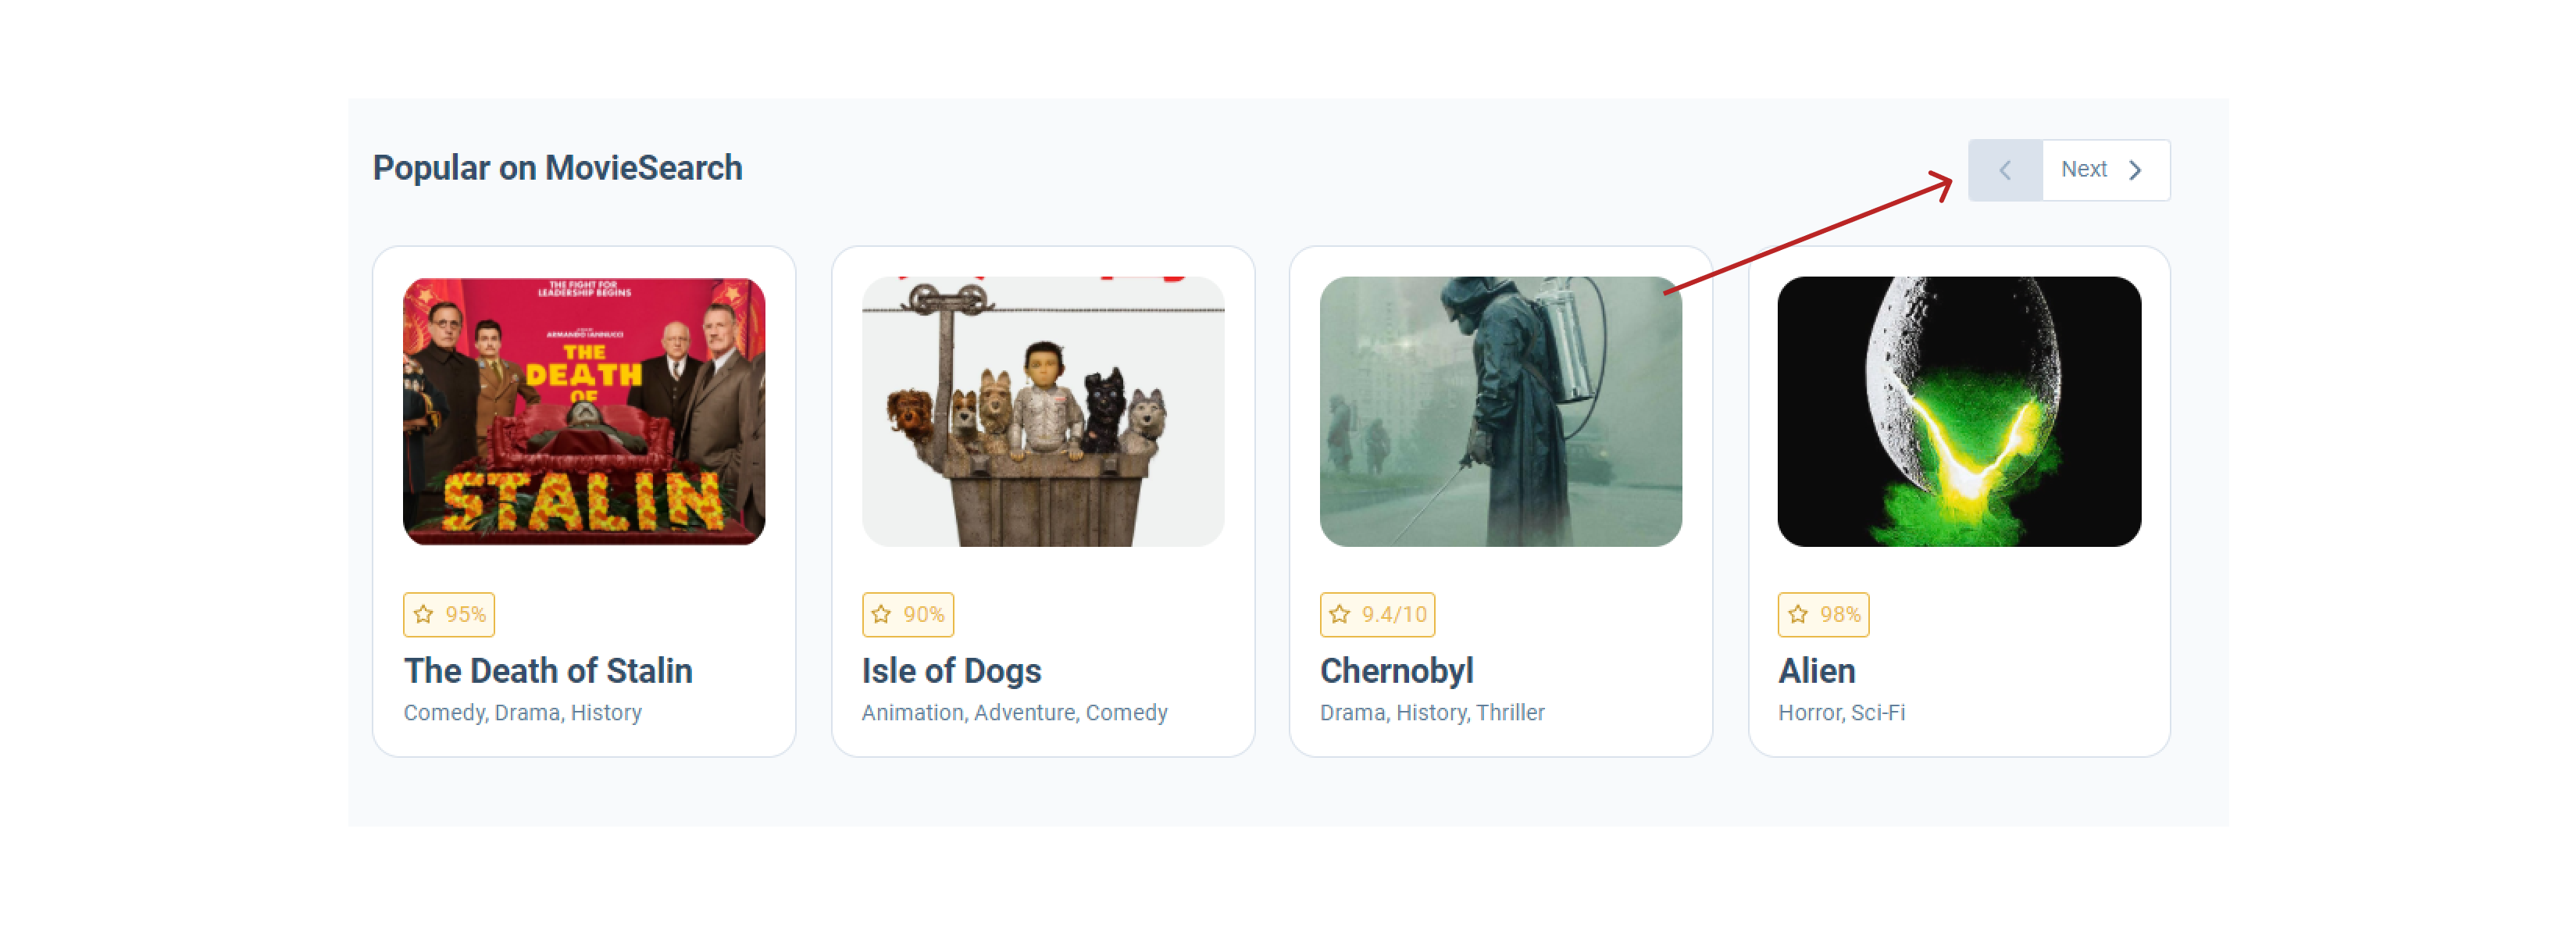 Popular on MovieSearch
Next
THE FIGHT FOR
LEADERSHIP BEGINS
ARMANDO IANNUCCI
THE
DEATH
OF
STALIN
95%
The Death of Stalin
Comedy, Drama, History
90%
Isle of Dogs
Animation, Adventure, Comedy
9.4/10
Chernobyl
Drama, History, Thriller
98%
Alien
Horror, Sci-Fi